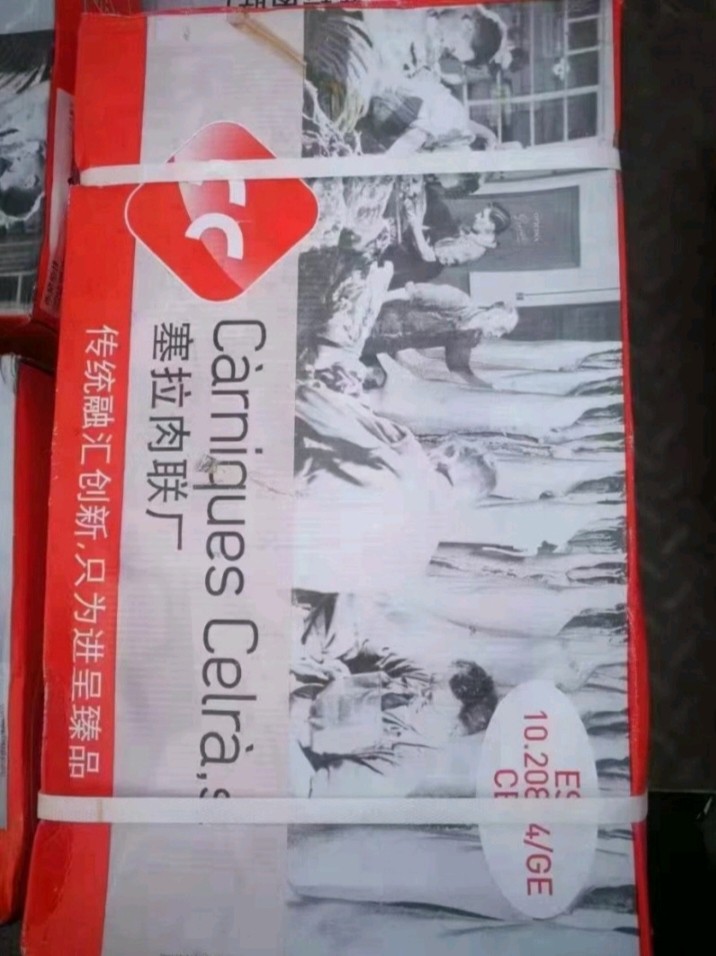 Càrniques Celrà,s
塞拉肉联厂
传统融汇创新,只为进呈臻品
ES
10.208 4/GE
CE